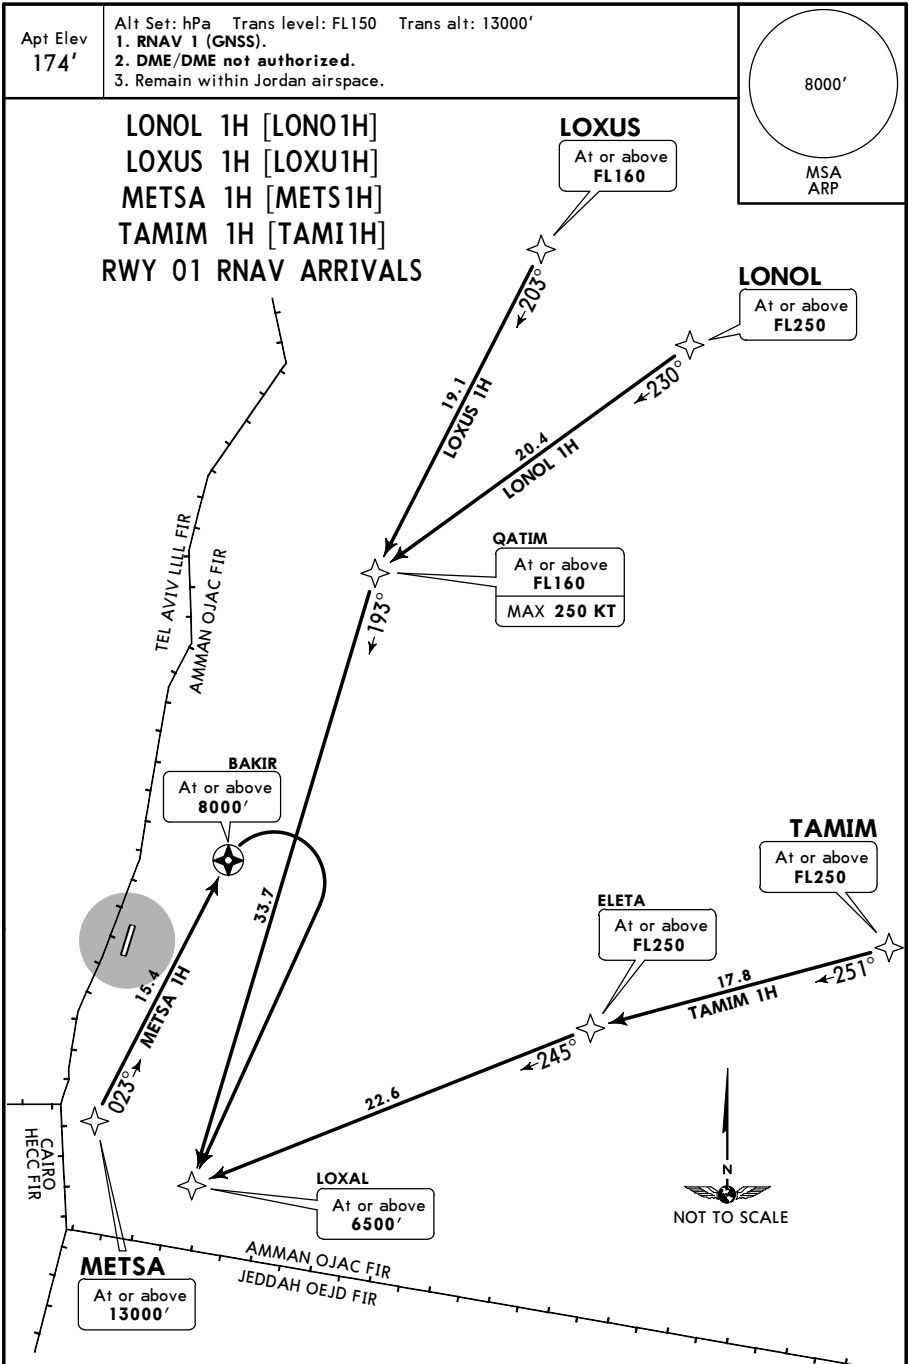 Apt Elev
174'
Alt Set: hPa Trans level: FL150 Trans alt: 13000'
1. RNAV 1 (GNSS).
2. DME/DME not authorized.
3. Remain within Jordan airspace.
8000'
MSA
ARP
LONOL 1H [LONO1H]
LOXUS 1H [LOXU1H]
METSA 1H [METS1H]
TAMIM 1H [TAMI1H]
RWY 01 RNAV ARRIVALS
LOXUS
At or above
FL160
203°
LONOL
At or above
FL250
230°
19.1
LOXUS 1H
20.4
LONOL 1H
QATIM
At or above
FL160
MAX 250 KT
193°
TEL AVIV LLLL FIR
AMMAN OJAC FIR
BAKIR
At or above
8000'
33.7
TAMIM
At or above
FL250
251°
ELETA
At or above
FL250
17.8
TAMIM 1H
245°
22.6
15.4
METSA 1H
023°
CAIRO
HECC FIR
LOXAL
At or above
6500'
N
NOT TO SCALE
METSA
At or above
13000'
AMMAN OJAC FIR
JEDDAH OEJD FIR